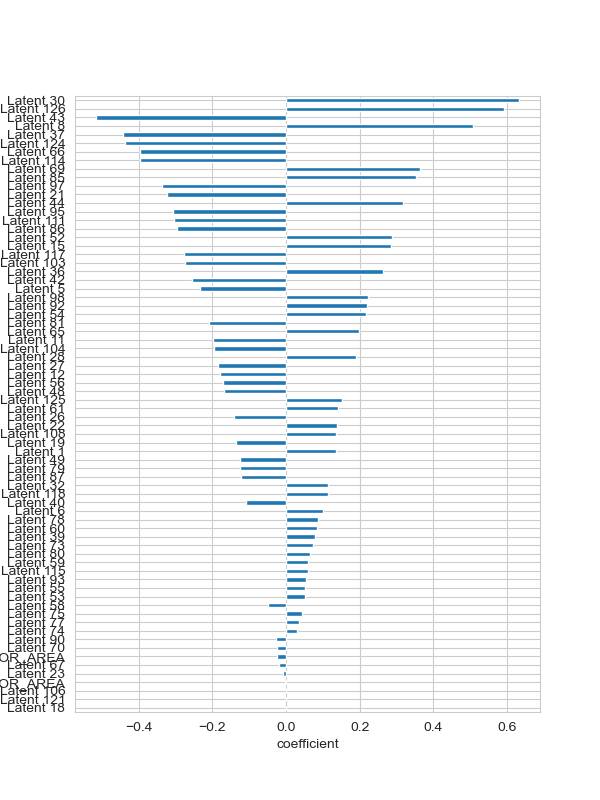 Latent 30
Latent 126
Latent 43
Latent 8
Latent 37
Latent 124
Latent 66
Latent 114
Latent 69
Latent 85
Latent 97
Latent 21
Latent 44
Latent 95
Latent 111
Latent 86
Latent 52
Latent 15
Latent 117
Latent 103
Latent 36
Latent 42
Latent 5
Latent 98
Latent 92
Latent 54
Latent 81
Latent 65
Latent 11
Latent 104
Latent 28
Latent 27
Latent 12
Latent 56
Latent 48
Latent 125
Latent 61
Latent 26
Latent 22
Latent 108
Latent 19
Latent 1
Latent 49
Latent 79
Latent 87
Latent 32
Latent 118
Latent 40
Latent 6
Latent 78
Latent 60
Latent 39
Latent 73
Latent 80
Latent 59
Latent 115
Latent 93
Latent 55
Latent 53
Latent 58
Latent 75
Latent 77
Latent 74
Latent 90
Latent 70
OR_AREA
Latent 67
Latent 23
OR_AREA
Latent 106
Latent 121
Latent 18
−0.4 −0.2 0.0 0.2 0.4 0.6
coefficient